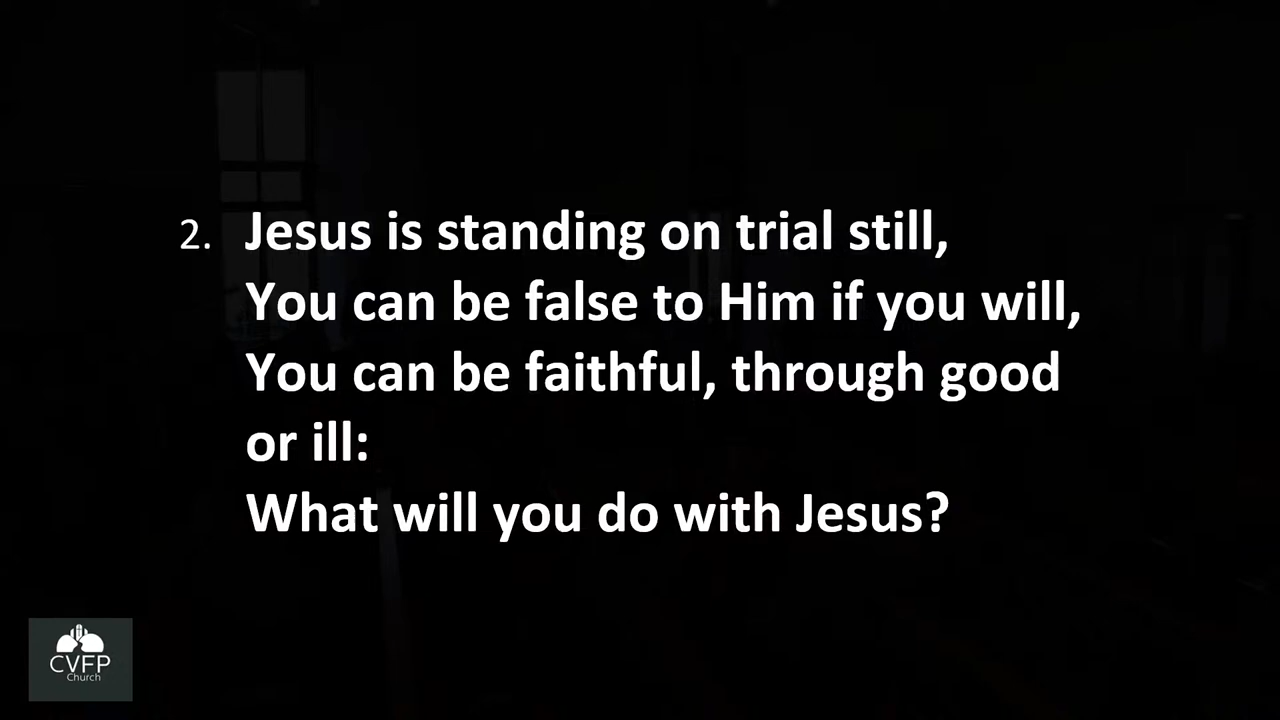 2. Jesus is standing on trial still,
You can be false to Him if you will,
You can be faithful, through good
or ill:
What will you do with Jesus?
CVFP
Church